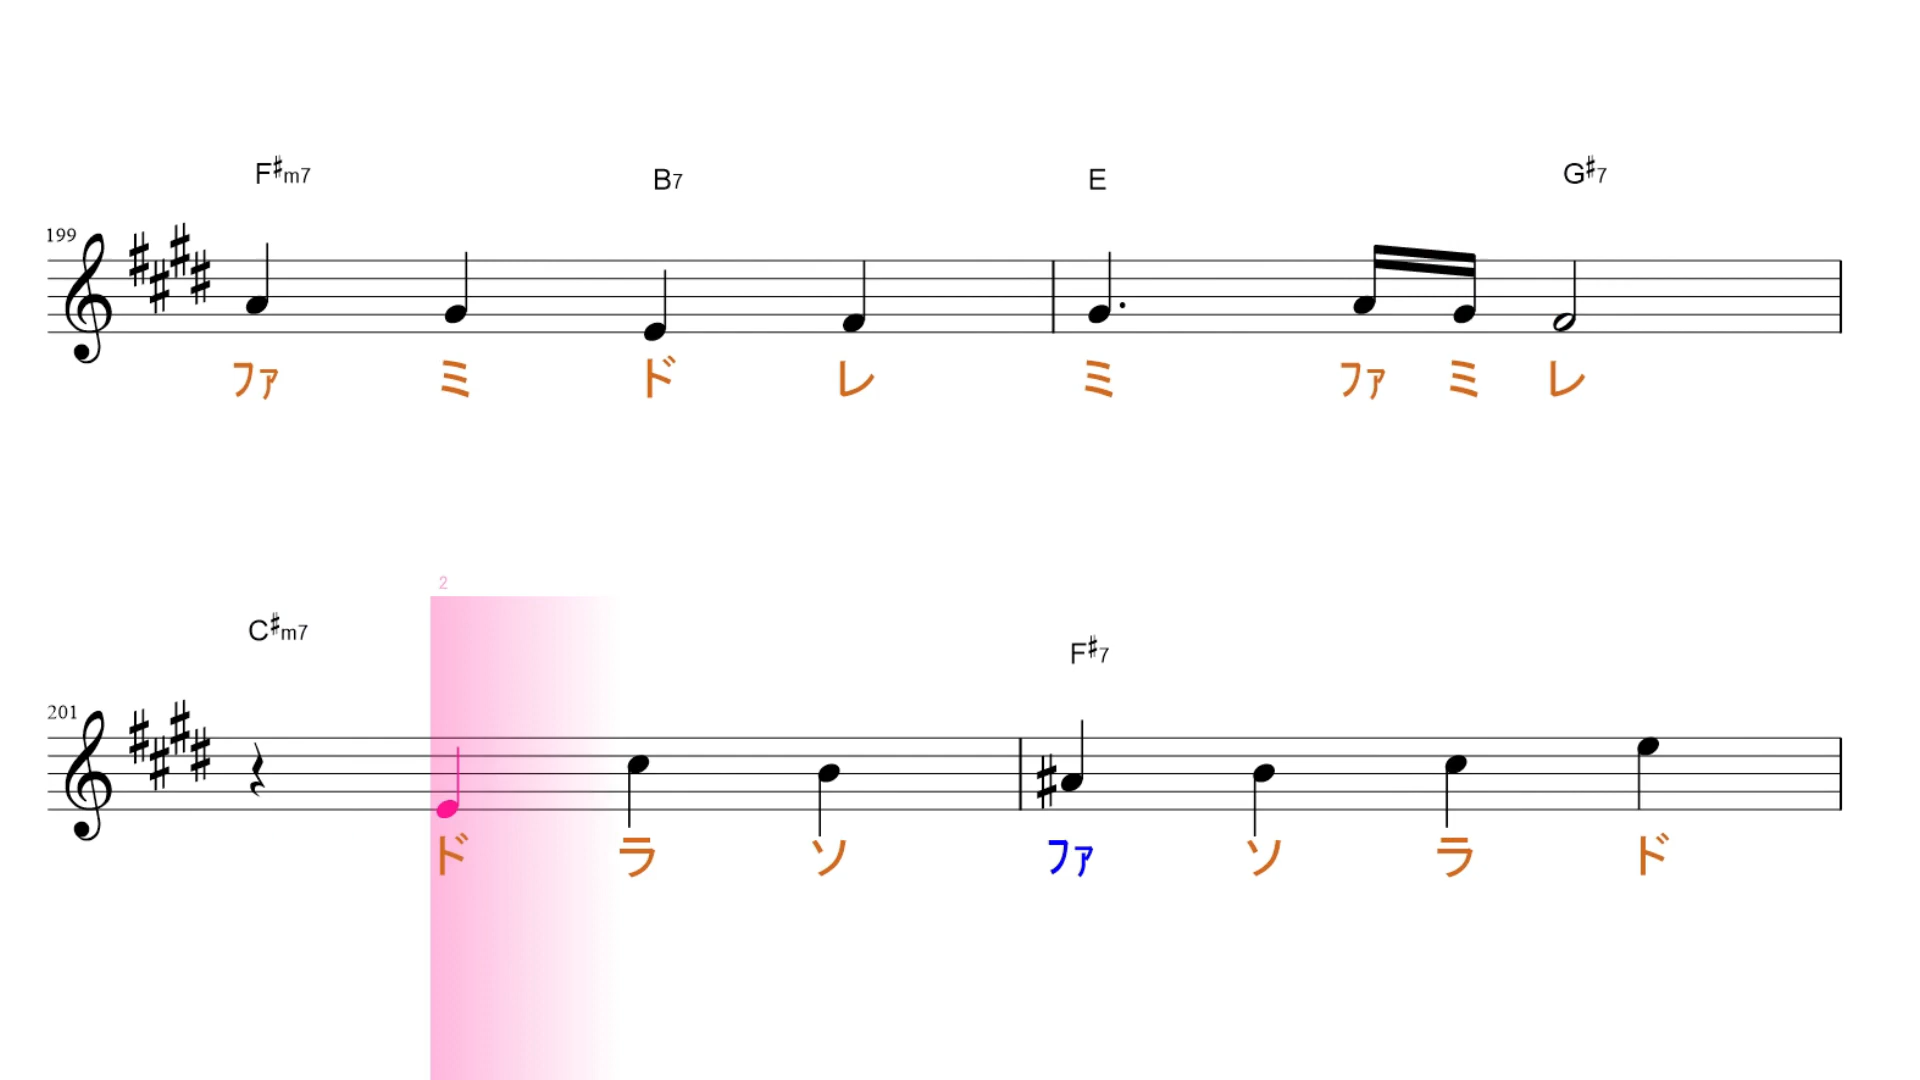 F♯m7 B7 E G♯7
199
ﾌｧ ミ ド レ ミ ﾌｧ ミ レ
2
C♯m7 F♯7
201
ド ラ ソ ﾌｧ ソ ラ ド